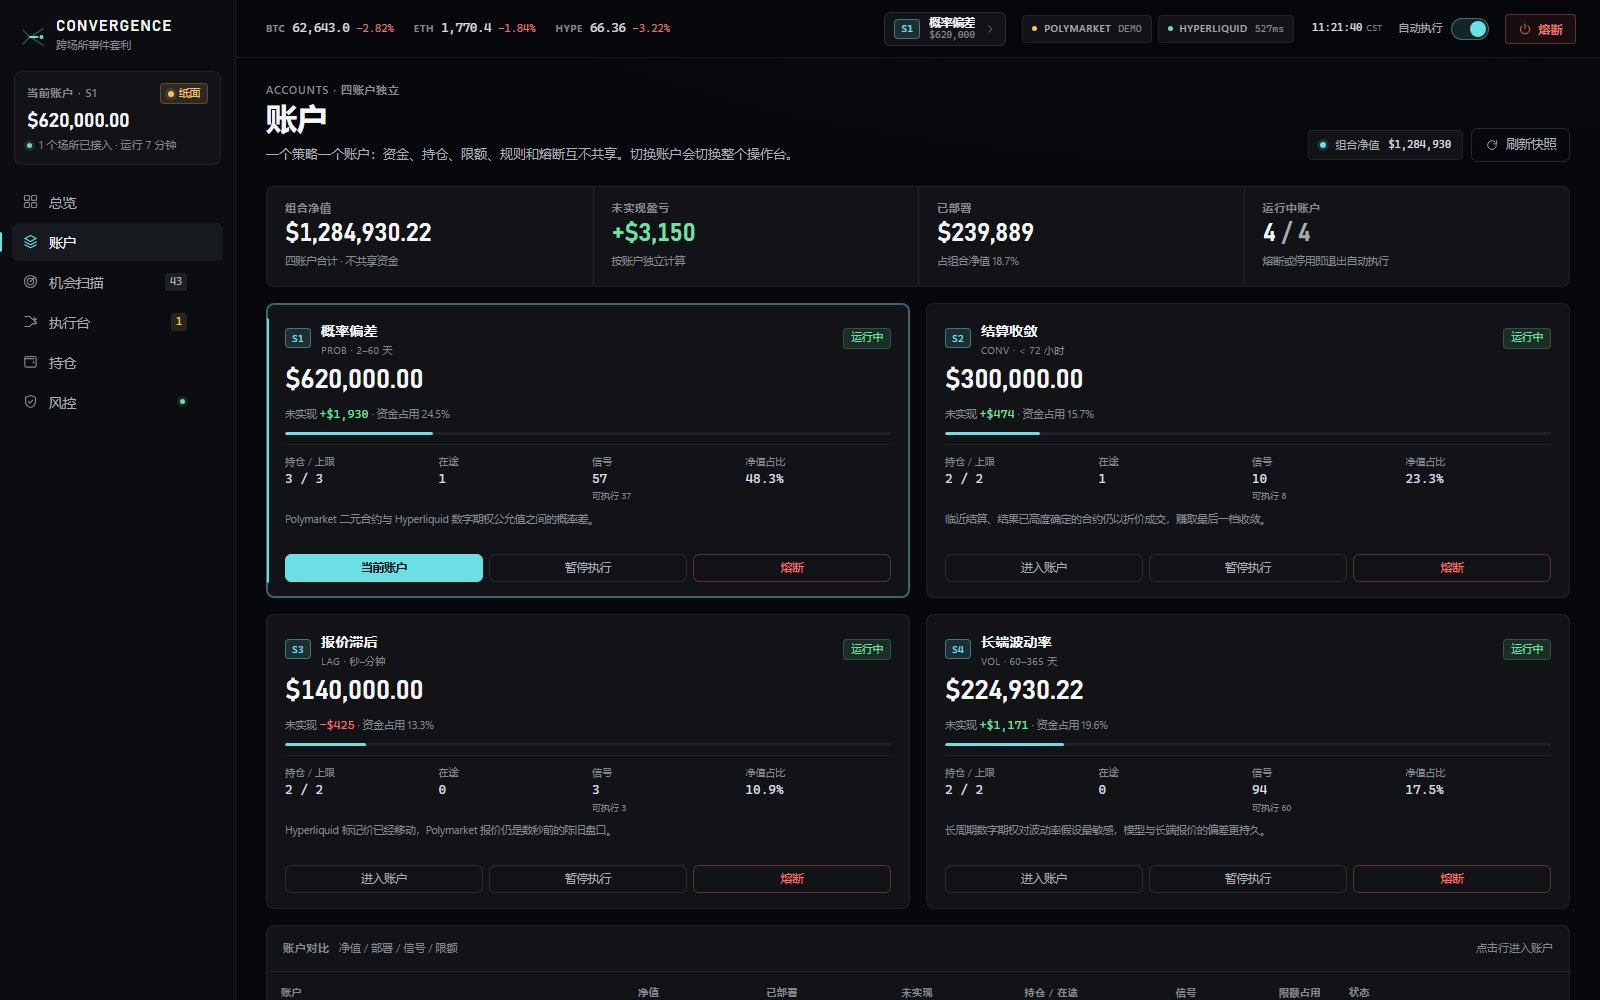 CONVERGENCE
跨场所事件套利
BTC 62,643.0 −2.82% ETH 1,770.4 −1.84% HYPE 66.36 −3.22%
S1 概率偏差 $620,000
POLYMARKET DEMO
HYPERLIQUID 527ms
11:21:40 CST
自动执行
熔断
当前账户 · S1
纸面
$620,000.00
1 个场所已接入 · 运行 7 分钟
总览
账户
机会扫描 43
执行台 1
持仓
风控
ACCOUNTS · 四账户独立
账户
一个策略一个账户：资金、持仓、限额、规则和熔断互不共享。切换账户会切换整个操作台。
组合净值 $1,284,930
刷新快照
组合净值
$1,284,930.22
四账户合计 · 不共享资金
未实现盈亏
+$3,150
按账户独立计算
已部署
$239,889
占组合净值 18.7%
运行中账户
4 / 4
熔断或停用即退出自动执行
S1 概率偏差
PROB · 2–60 天
运行中
$620,000.00
未实现 +$1,930 · 资金占用 24.5%
持仓 / 上限 在途 信号 净值占比
3 / 3 1 57 48.3%
可执行 37
Polymarket 二元合约与 Hyperliquid 数字期权公允值之间的概率差。
当前账户 暂停执行 熔断
S2 结算收敛
CONV · < 72 小时
运行中
$300,000.00
未实现 +$474 · 资金占用 15.7%
持仓 / 上限 在途 信号 净值占比
2 / 2 1 10 23.3%
可执行 8
临近结算、结果已高度确定的合约仍以折价成交，赚取最后一档收敛。
进入账户 暂停执行 熔断
S3 报价滞后
LAG · 秒–分钟
运行中
$140,000.00
未实现 −$425 · 资金占用 13.3%
持仓 / 上限 在途 信号 净值占比
2 / 2 0 3 10.9%
可执行 3
Hyperliquid 标记价已经移动，Polymarket 报价仍是数秒前的陈旧盘口。
进入账户 暂停执行 熔断
S4 长端波动率
VOL · 60–365 天
运行中
$224,930.22
未实现 +$1,171 · 资金占用 19.6%
持仓 / 上限 在途 信号 净值占比
2 / 2 0 94 17.5%
可执行 60
长周期数字期权对波动率假设最敏感，模型与长端报价的偏差更持久。
进入账户 暂停执行 熔断
账户对比 净值 / 部署 / 信号 / 限额
点击行进入账户
账户 净值 已部署 未实现 持仓 / 在途 信号 限额占用 状态